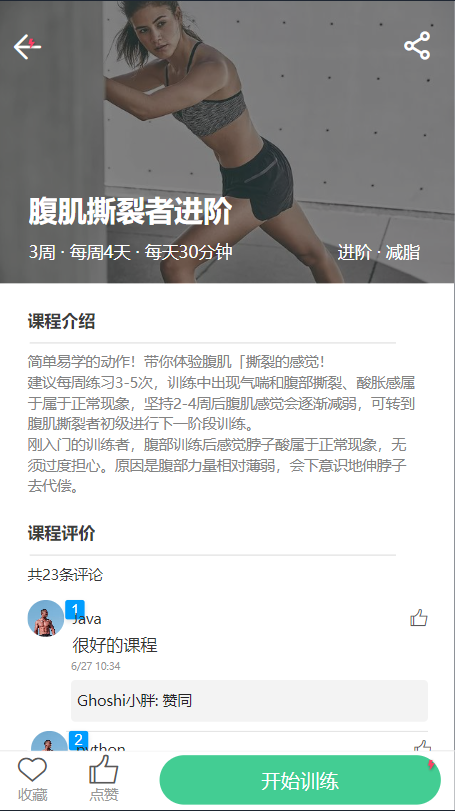 腹肌撕裂者进阶
3周 · 每周4天 · 每天30分钟 进阶 · 减脂
课程介绍
简单易学的动作！带你体验腹肌「撕裂的感觉！
建议每周练习3-5次，训练中出现气喘和腹部撕裂、酸胀感属
于属于正常现象，坚持2-4周后腹肌感觉会逐渐减弱，可转到
腹肌撕裂者初级进行下一阶段训练。
刚入门的训练者，腹部训练后感觉脖子酸属于正常现象，无
须过度担心。原因是腹部力量相对薄弱，会下意识地伸脖子
去代偿。
课程评价
共23条评论
1
Java
很好的课程
6/27 10:34
Ghoshi小胖: 赞同
2
python
收藏 点赞 开始训练